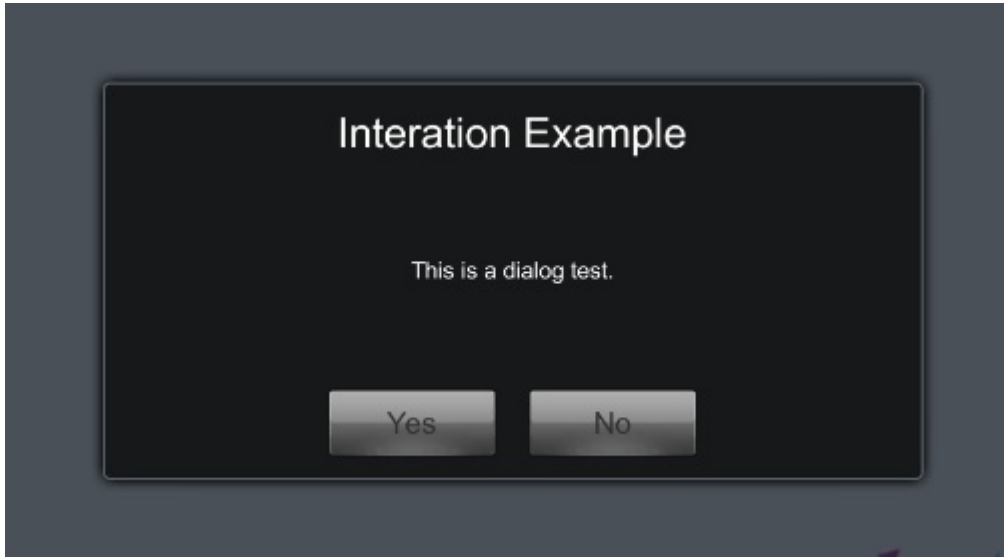 Interation Example
This is a dialog test.
Yes No